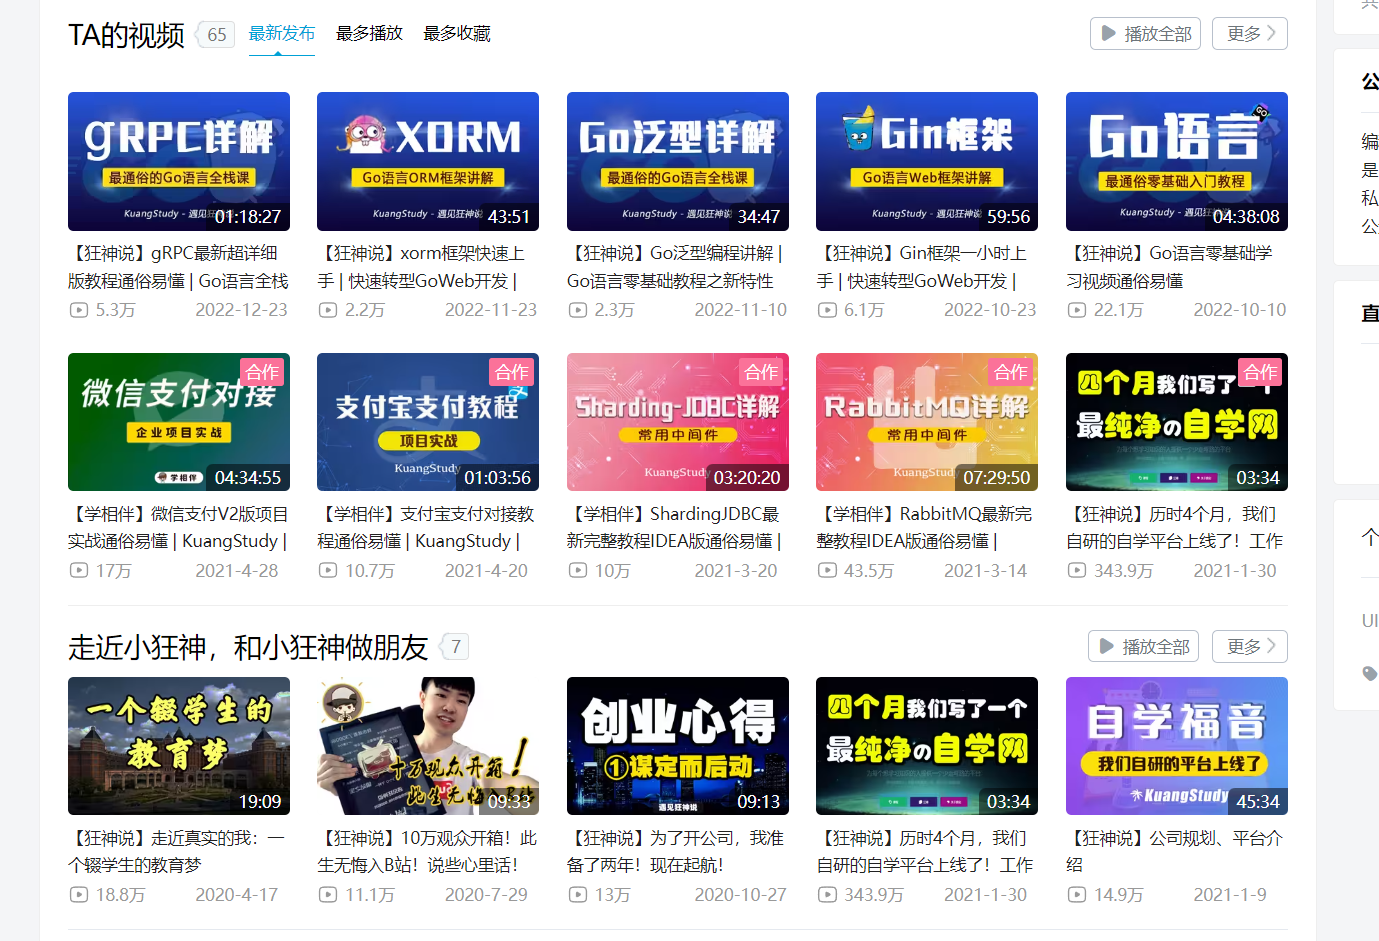 TA的视频 65 最新发布 最多播放 最多收藏 播放全部 更多
gRPC详解
最通俗的Go语言全栈课
KuangStudy - 遇见狂神说
01:18:27
【狂神说】gRPC最新超详细
版教程通俗易懂 | Go语言全栈
5.3万 2022-12-23
XORM
Go语言ORM框架讲解
KuangStudy - 遇见狂神说
43:51
【狂神说】xorm框架快速上
手 | 快速转型GoWeb开发 |
2.2万 2022-11-23
Go泛型详解
最通俗的Go语言全栈课
KuangStudy - 遇见狂神说
34:47
【狂神说】Go泛型编程讲解 |
Go语言零基础教程之新特性
2.3万 2022-11-10
Gin框架
Go语言Web框架讲解
KuangStudy - 遇见狂神说
59:56
【狂神说】Gin框架一小时上
手 | 快速转型GoWeb开发 |
6.1万 2022-10-23
Go语言
最通俗零基础入门教程
KuangStudy - 遇见狂神
04:38:08
【狂神说】Go语言零基础学
习视频通俗易懂
22.1万 2022-10-10
合作
微信支付对接
企业项目实战
学相伴
04:34:55
【学相伴】微信支付V2版项目
实战通俗易懂 | KuangStudy |
17万 2021-4-28
合作
支付宝支付教程
项目实战
KuangStudy
01:03:56
【学相伴】支付宝支付对接教
程通俗易懂 | KuangStudy |
10.7万 2021-4-20
合作
Sharding-JDBC详解
常用中间件
KuangStudy
03:20:20
【学相伴】ShardingJDBC最
新完整教程IDEA版通俗易懂 |
10万 2021-3-20
合作
RabbitMQ详解
常用中间件
KuangStudy
07:29:50
【学相伴】RabbitMQ最新完
整教程IDEA版通俗易懂 |
43.5万 2021-3-14
合作
四个月我们写了一个
最纯净の自学网
03:34
【狂神说】历时4个月，我们
自研的自学平台上线了！工作
343.9万 2021-1-30
走近小狂神，和小狂神做朋友 7 播放全部 更多
一个辍学生的
教育梦
19:09
【狂神说】走近真实的我：一
个辍学生的教育梦
18.8万 2020-4-17
十万观众开箱！
此生无悔入B站
09:33
【狂神说】10万观众开箱！此
生无悔入B站！说些心里话！
11.1万 2020-7-29
创业心得
①谋定而后动
遇见狂神说
09:13
【狂神说】为了开公司，我准
备了两年！现在起航！
13万 2020-10-27
四个月我们写了一个
最纯净の自学网
03:34
【狂神说】历时4个月，我们
自研的自学平台上线了！工作
343.9万 2021-1-30
自学福音
我们自研的平台上线了
KuangStudy
45:34
【狂神说】公司规划、平台介
绍
14.9万 2021-1-9
公
编
是
私
公
直
个
UI